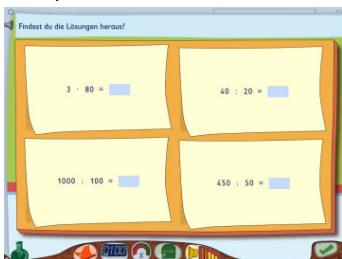 Findest du die Lösungen heraus?
3 · 80 =
40 : 20 =
1000 : 100 =
450 : 50 =